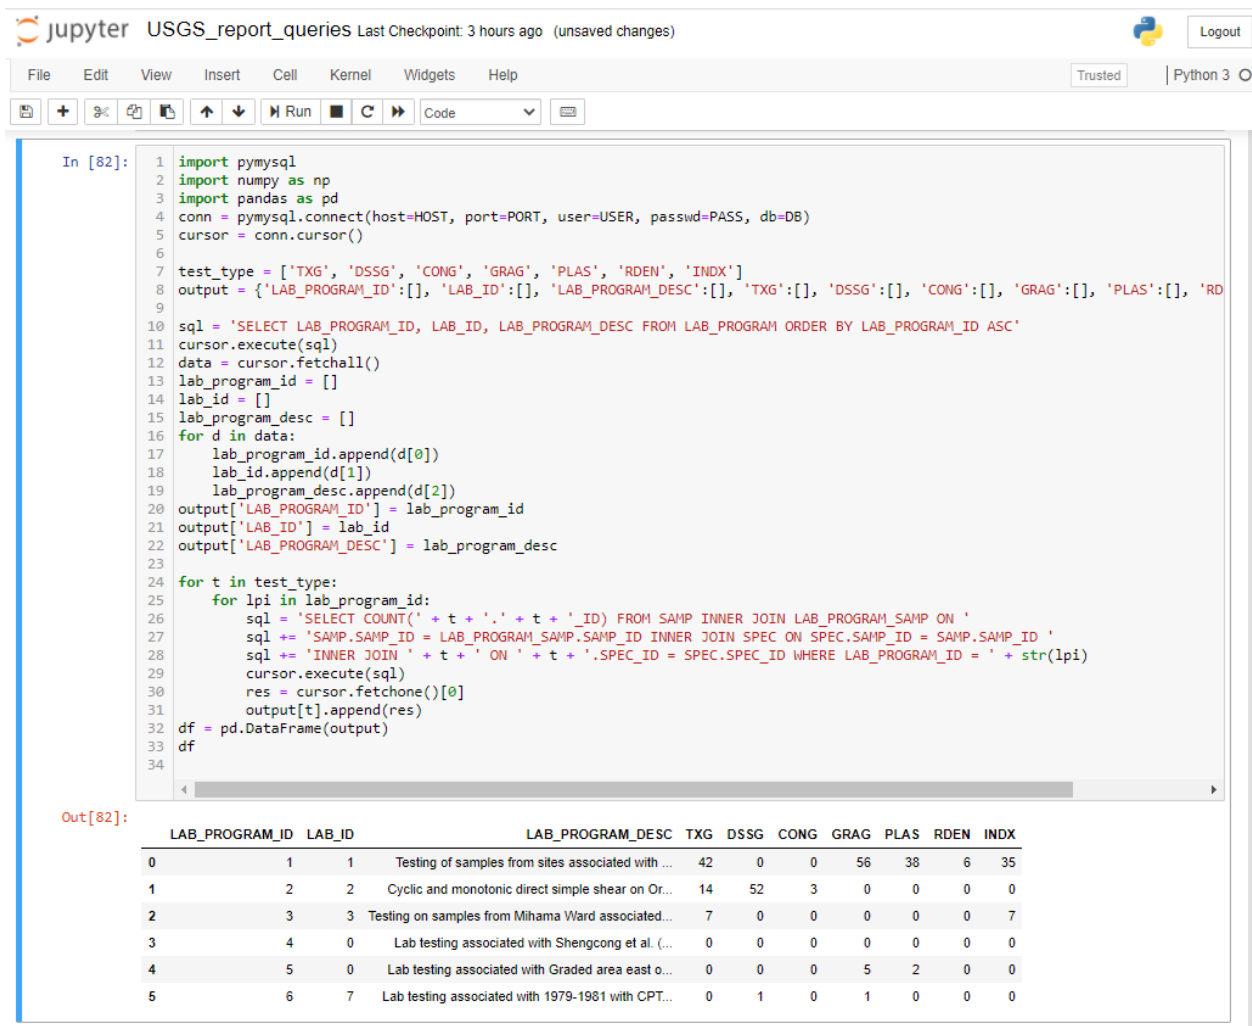 jupyter USGS_report_queries Last Checkpoint: 3 hours ago (unsaved changes) Logout
File Edit View Insert Cell Kernel Widgets Help Trusted Python 3
Run Code
In [82]:
1 import pymysql
2 import numpy as np
3 import pandas as pd
4 conn = pymysql.connect(host=HOST, port=PORT, user=USER, passwd=PASS, db=DB)
5 cursor = conn.cursor()
6
7 test_type = ['TXG', 'DSSG', 'CONG', 'GRAG', 'PLAS', 'RDEN', 'INDX']
8 output = {'LAB_PROGRAM_ID':[], 'LAB_ID':[], 'LAB_PROGRAM_DESC':[], 'TXG':[], 'DSSG':[], 'CONG':[], 'GRAG':[], 'PLAS':[], 'RD
9
10 sql = 'SELECT LAB_PROGRAM_ID, LAB_ID, LAB_PROGRAM_DESC FROM LAB_PROGRAM ORDER BY LAB_PROGRAM_ID ASC'
11 cursor.execute(sql)
12 data = cursor.fetchall()
13 lab_program_id = []
14 lab_id = []
15 lab_program_desc = []
16 for d in data:
17     lab_program_id.append(d[0])
18     lab_id.append(d[1])
19     lab_program_desc.append(d[2])
20 output['LAB_PROGRAM_ID'] = lab_program_id
21 output['LAB_ID'] = lab_id
22 output['LAB_PROGRAM_DESC'] = lab_program_desc
23
24 for t in test_type:
25     for lpi in lab_program_id:
26         sql = 'SELECT COUNT(' + t + '.' + t + '_ID) FROM SAMP INNER JOIN LAB_PROGRAM_SAMP ON '
27         sql += 'SAMP.SAMP_ID = LAB_PROGRAM_SAMP.SAMP_ID INNER JOIN SPEC ON SPEC.SAMP_ID = SAMP.SAMP_ID '
28         sql += 'INNER JOIN ' + t + ' ON ' + t + '.SPEC_ID = SPEC.SPEC_ID WHERE LAB_PROGRAM_ID = ' + str(lpi)
29         cursor.execute(sql)
30         res = cursor.fetchone()[0]
31         output[t].append(res)
32 df = pd.DataFrame(output)
33 df
34
Out[82]:
LAB_PROGRAM_ID LAB_ID LAB_PROGRAM_DESC TXG DSSG CONG GRAG PLAS RDEN INDX
0 1 1 Testing of samples from sites associated with ... 42 0 0 56 38 6 35
1 2 2 Cyclic and monotonic direct simple shear on Or... 14 52 3 0 0 0 0
2 3 3 Testing on samples from Mihama Ward associated... 7 0 0 0 0 0 7
3 4 0 Lab testing associated with Shengcong et al. (... 0 0 0 0 0 0 0
4 5 0 Lab testing associated with Graded area east o... 0 0 0 5 2 0 0
5 6 7 Lab testing associated with 1979-1981 with CPT... 0 1 0 1 0 0 0